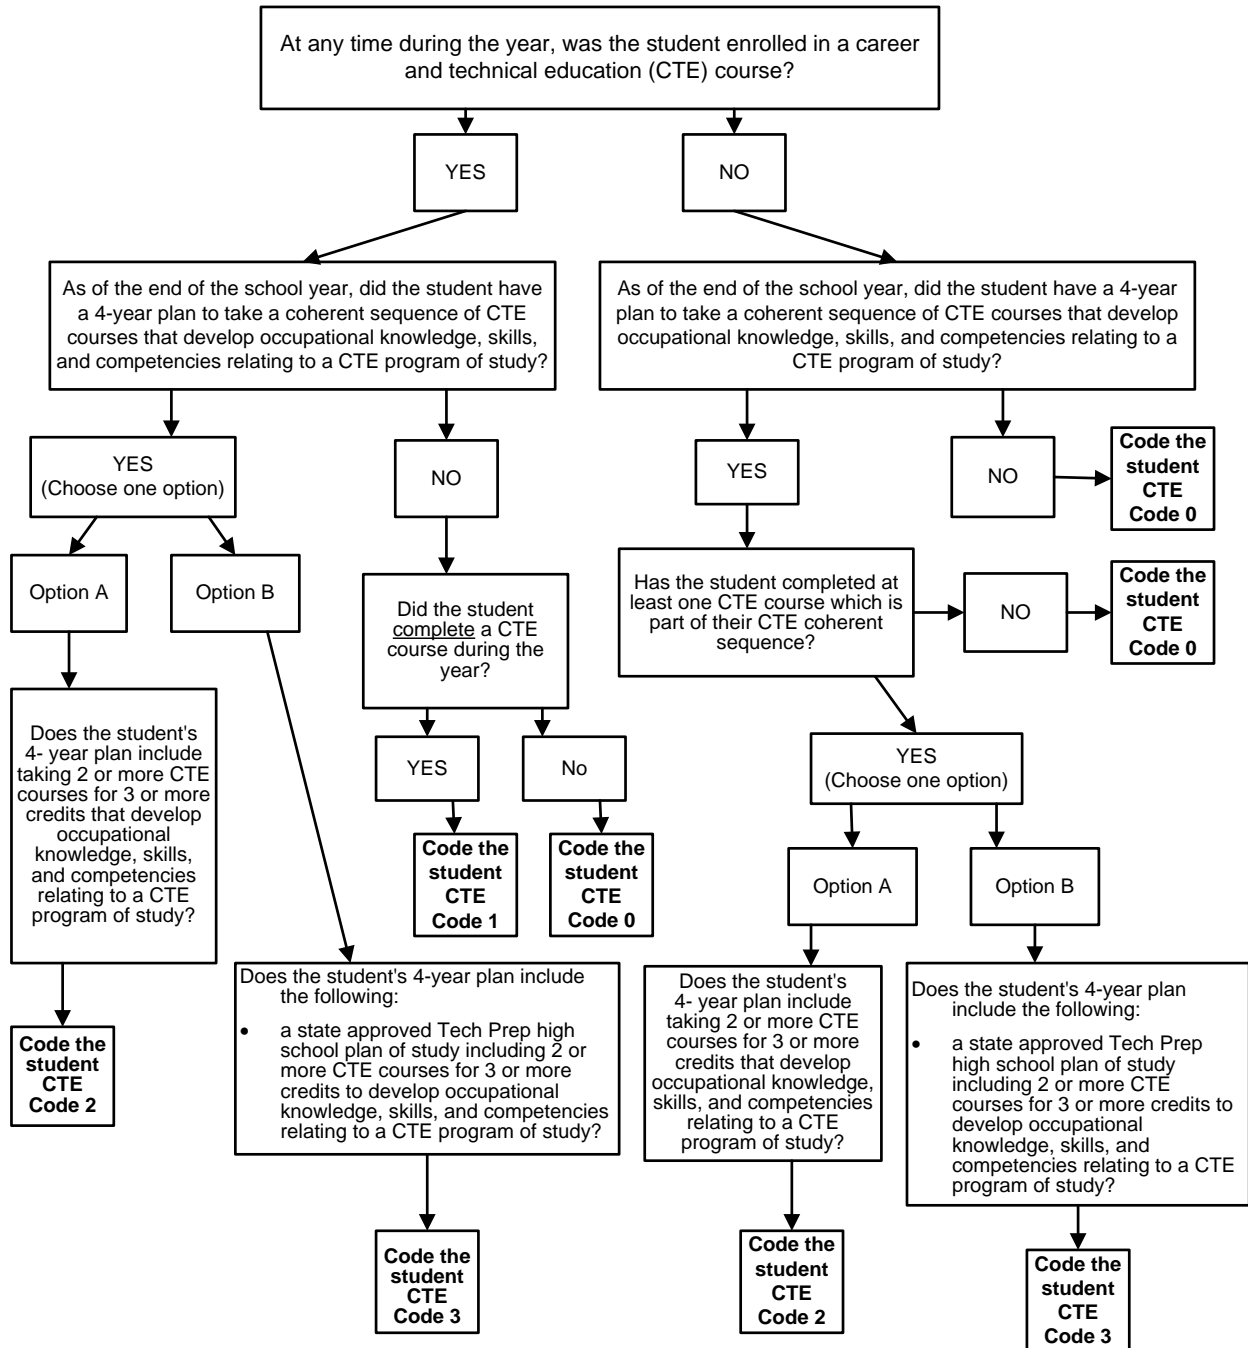 At any time during the year, was the student enrolled in a career
and technical education (CTE) course?
YES
NO
As of the end of the school year, did the student have
a 4-year plan to take a coherent sequence of CTE
courses that develop occupational knowledge, skills,
and competencies relating to a CTE program of study?
As of the end of the school year, did the student have a 4-year
plan to take a coherent sequence of CTE courses that develop
occupational knowledge, skills, and competencies relating to a
CTE program of study?
YES
(Choose one option)
NO
YES
NO
Code the
student
CTE
Code 0
Option A
Option B
Did the student
complete a CTE
course during the
year?
Has the student completed at
least one CTE course which is
part of their CTE coherent
sequence?
NO
Code the
student
CTE
Code 0
Does the student's
4- year plan include
taking 2 or more CTE
courses for 3 or more
credits that develop
occupational
knowledge, skills,
and competencies
relating to a CTE
program of study?
YES
No
YES
(Choose one option)
Code the
student
CTE
Code 1
Code the
student
CTE
Code 0
Option A
Option B
Code the
student
CTE
Code 2
Does the student's 4-year plan include
the following:
• a state approved Tech Prep high
school plan of study including 2 or
more CTE courses for 3 or more
credits to develop occupational
knowledge, skills, and competencies
relating to a CTE program of study?
Does the student's
4- year plan include
taking 2 or more CTE
courses for 3 or more
credits that develop
occupational knowledge,
skills, and competencies
relating to a CTE
program of study?
Does the student's 4-year plan
include the following:
• a state approved Tech Prep
high school plan of study
including 2 or more CTE
courses for 3 or more credits to
develop occupational
knowledge, skills, and
competencies relating to a CTE
program of study?
Code the
student
CTE
Code 3
Code the
student
CTE
Code 2
Code the
student
CTE
Code 3